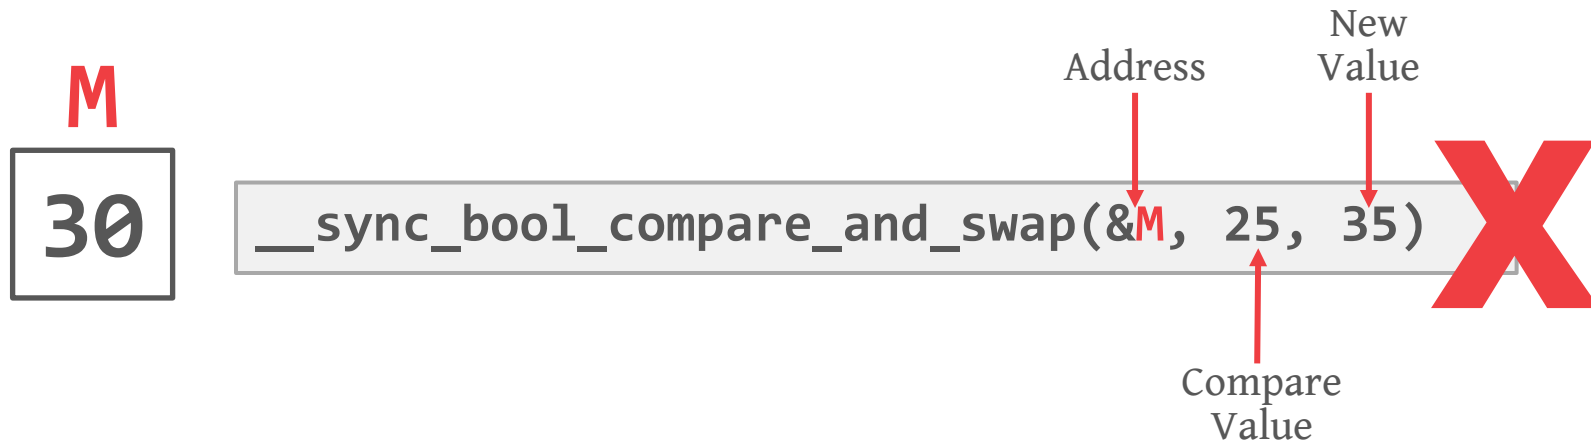 New
Value
Address
M
30
__sync_bool_compare_and_swap(&M, 25, 35)
X
Compare
Value